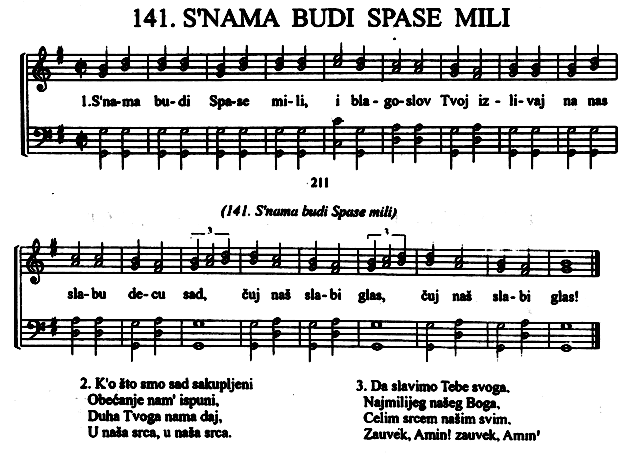 141. S'NAMA BUDI SPASE MILI
1.S'na-ma bu-di Spa-se mi-li, i bla-go-slov Tvoj iz-li-vaj na nas
211
(141. S'nama budi Spase mili)
3 3
sla-bu de-cu sad, čuj naš sla-bi glas, čuj naš sla-bi glas!
2. K'o što smo sad sakupljeni
Obećanje nam' ispuni,
Duha Tvoga nama daj,
U naša srca, u naša srca.
3. Da slavimo Tebe svoga,
Najmilijeg našeg Boga,
Celim srcem našim svim,
Zauvek, Amin! zauvek, Amin'